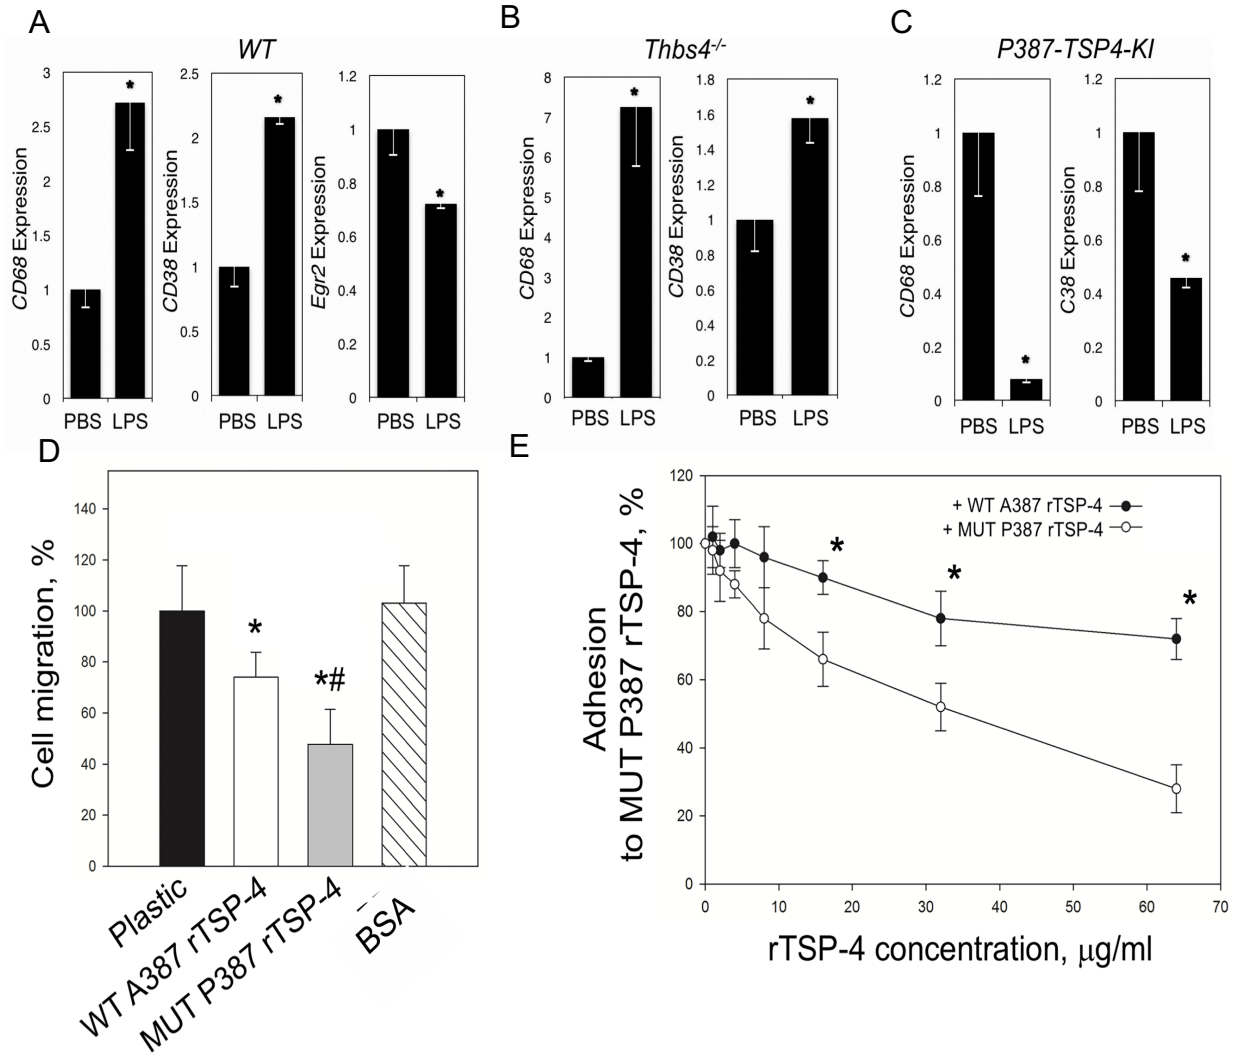 A
B
C
WT
Thbs4-/-
P387-TSP4-KI
CD68 Expression
3
2.5
2
1.5
1
0.5
0
*
PBS LPS
CD38 Expression
2.5
2
1.5
1
0.5
0
*
PBS LPS
Egr2 Expression
1.2
1
0.8
0.6
0.4
0.2
0
*
PBS LPS
CD68 Expression
8
7
6
5
4
3
2
1
0
*
PBS LPS
CD38 Expression
1.8
1.6
1.4
1.2
1
0.8
0.6
0.4
0.2
0
*
PBS LPS
CD68 Expression
1.2
1
0.8
0.6
0.4
0.2
0
*
PBS LPS
C38 Expression
1.2
1
0.8
0.6
0.4
0.2
0
*
PBS LPS
D
Cell migration, %
140
120
100
80
60
40
20
0
*
*#
Plastic
WT A387 rTSP-4
MUT P387 rTSP-4
BSA
E
Adhesion
to MUT P387 rTSP-4, %
120
100
80
60
40
20
0
+ WT A387 rTSP-4
+ MUT P387 rTSP-4
*
*
*
0 10 20 30 40 50 60 70
rTSP-4 concentration, μg/ml